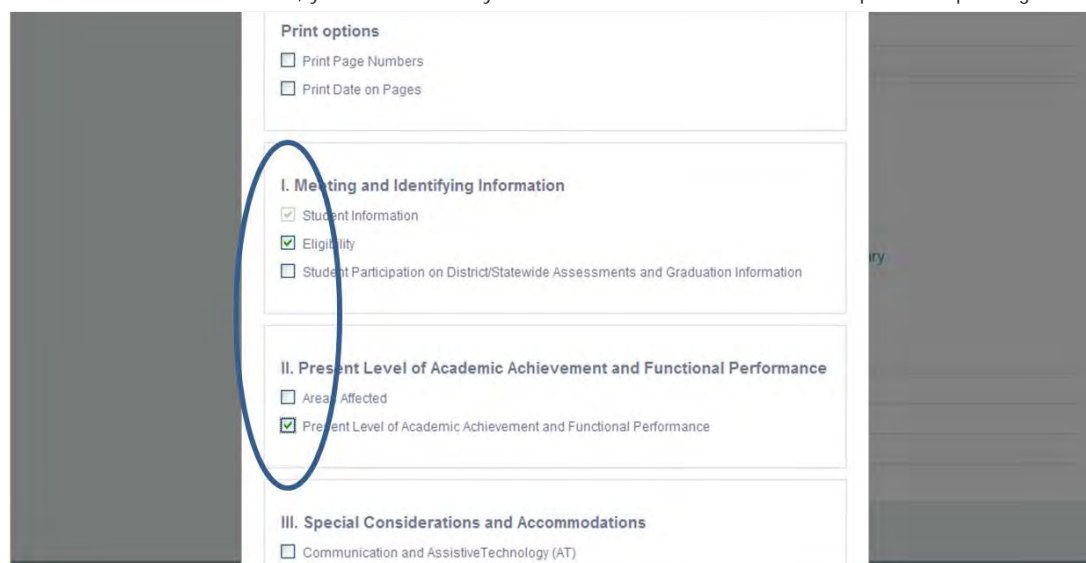 Print options
Print Page Numbers
Print Date on Pages
I. Meeting and Identifying Information
Student Information
Eligibility
Student Participation on District/Statewide Assessments and Graduation Information
ary
II. Present Level of Academic Achievement and Functional Performance
Areas Affected
Present Level of Academic Achievement and Functional Performance
III. Special Considerations and Accommodations
Communication and AssistiveTechnology (AT)